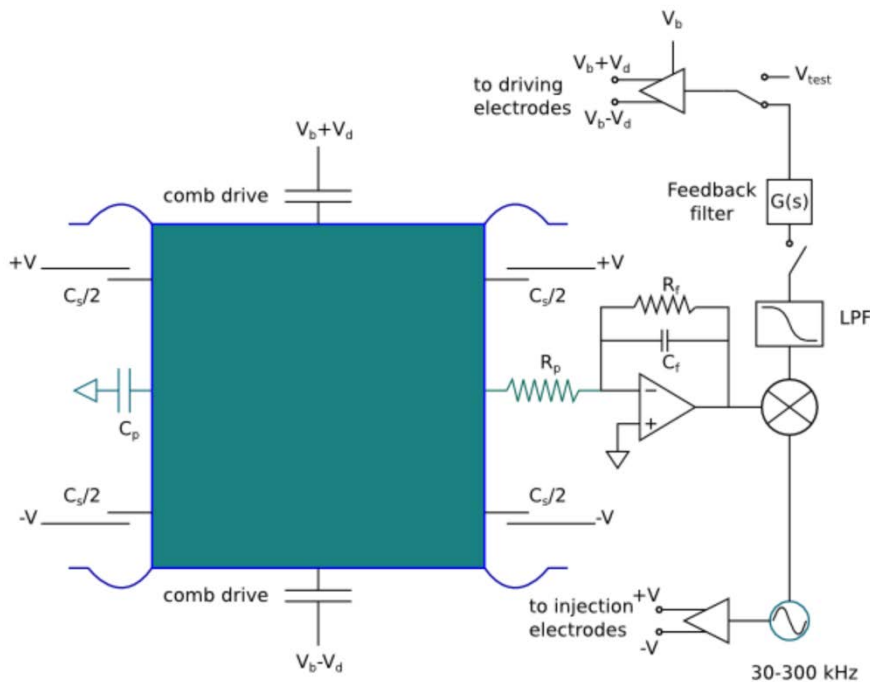 V_b
V_b+V_d
V_test
to driving
electrodes
V_b-V_d
V_b+V_d
comb drive
Feedback
filter
G(s)
+V
+V
C_s/2
C_s/2
R_f
LPF
C_f
R_p
-
+
C_p
C_s/2
C_s/2
-V
-V
comb drive
to injection
electrodes
+V
-V
V_b-V_d
30-300 kHz